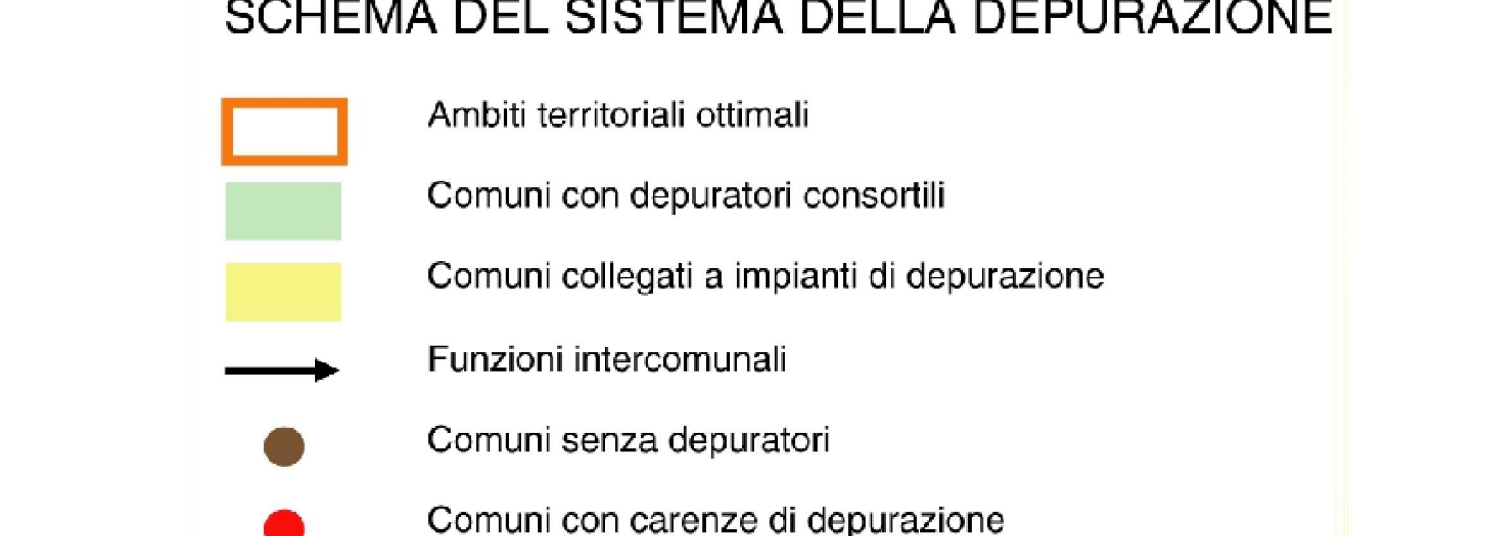 SCHEMA DEL SISTEMA DELLA DEPURAZIONE
Ambiti territoriali ottimali
Comuni con depuratori consortili
Comuni collegati a impianti di depurazione
Funzioni intercomunali
Comuni senza depuratori
Comuni con carenze di depurazione